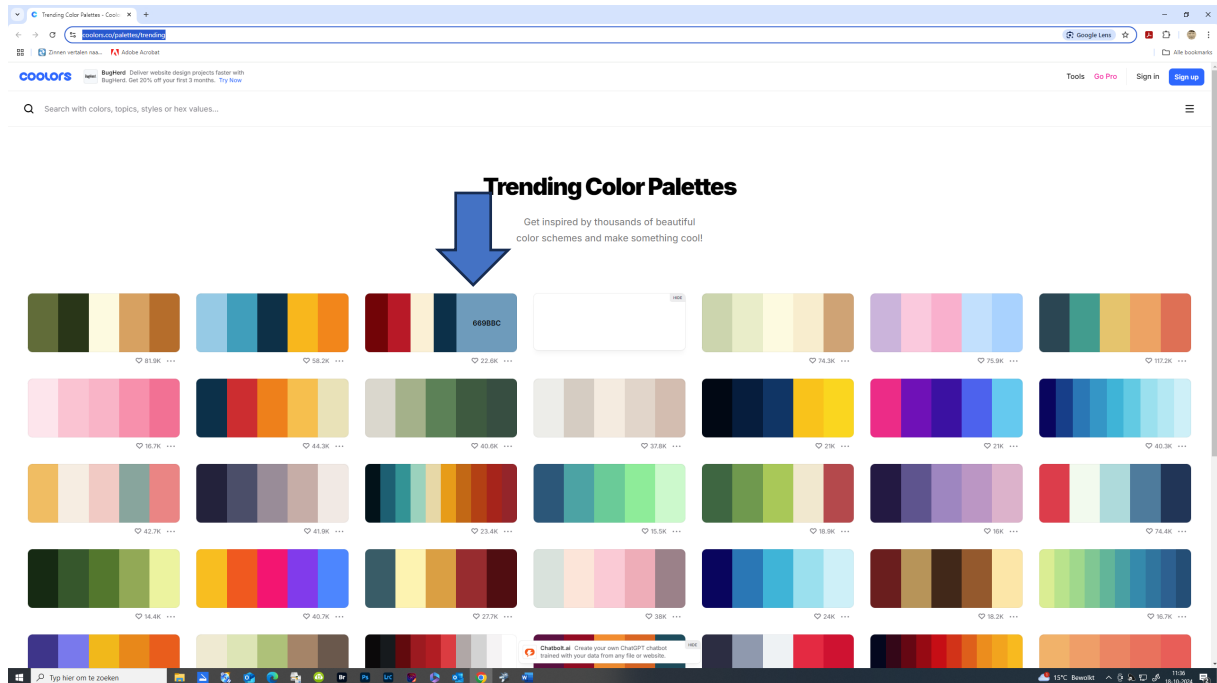 Trending Color Palettes - Coolo
coolors.co/palettes/trending
Google Lens
Zinnen vertalen naa...
Adobe Acrobat
Alle bookmarks
coolors
BugHerd Deliver website design projects faster with
BugHerd. Get 20% off your first 3 months. Try Now
Tools
Go Pro
Sign in
Sign up
Search with colors, topics, styles or hex values...
Trending Color Palettes
Get inspired by thousands of beautiful
color schemes and make something cool!
669BBC
HIDE
81.9K
58.2K
22.6K
74.3K
75.9K
117.2K
16.7K
44.3K
40.6K
37.8K
21K
21K
40.3K
42.7K
41.9K
23.4K
15.5K
18.9K
16K
74.4K
14.4K
40.7K
27.7K
38K
24K
18.2K
16.7K
Chatbolt.ai Create your own ChatGPT chatbot
trained with your data from any file or website.
HIDE
Typ hier om te zoeken
Br
Ps
LrC
15°C Bewolkt
11:36
18-10-2024